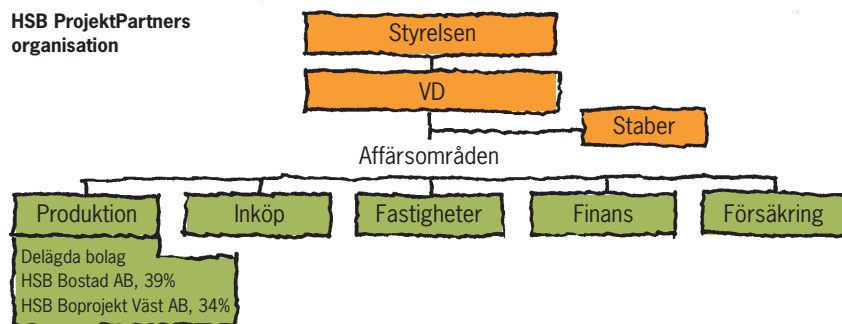 HSB ProjektPartners
organisation
Styrelsen
VD
Staber
Affärsområden
Produktion
Inköp
Fastigheter
Finans
Försäkring
Delägda bolag
HSB Bostad AB, 39%
HSB Boprojekt Väst AB, 34%